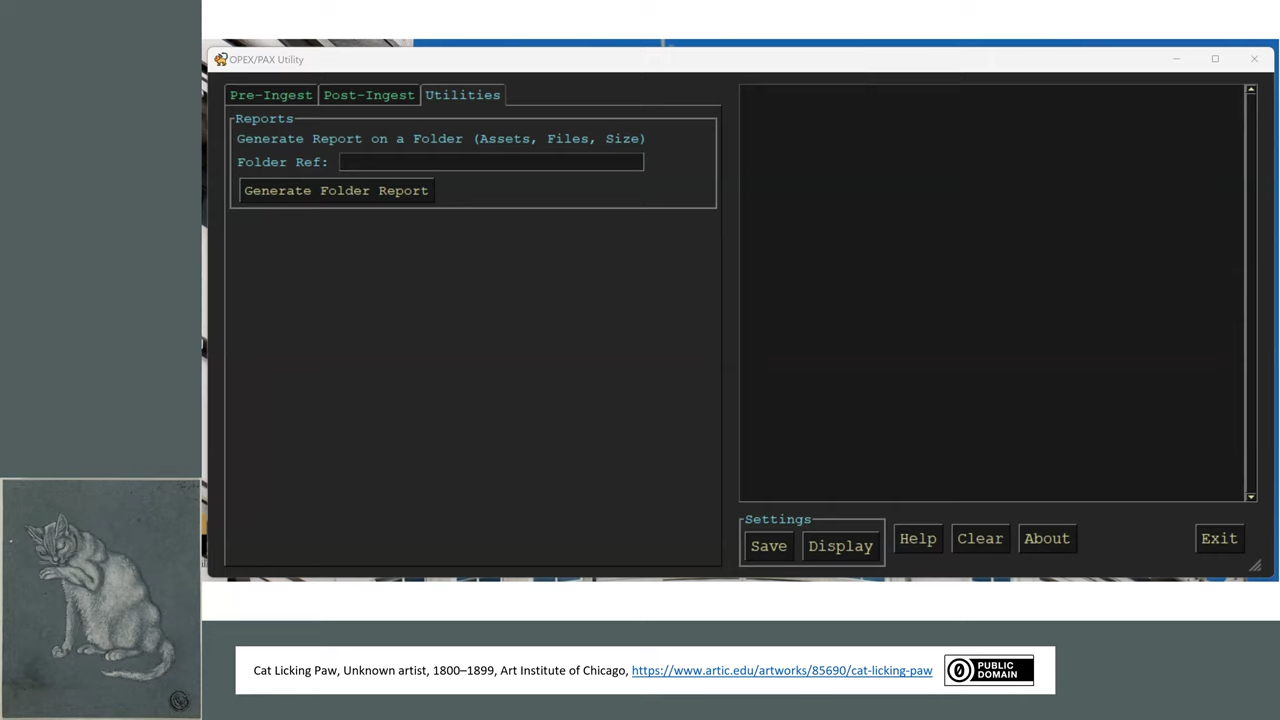 OPEX/PAX Utility
Pre-Ingest Post-Ingest Utilities
Reports
Generate Report on a Folder (Assets, Files, Size)
Folder Ref:
Generate Folder Report
Settings
Save Display Help Clear About Exit
Cat Licking Paw, Unknown artist, 1800–1899, Art Institute of Chicago, https://www.artic.edu/artworks/85690/cat-licking-paw
PUBLIC
DOMAIN